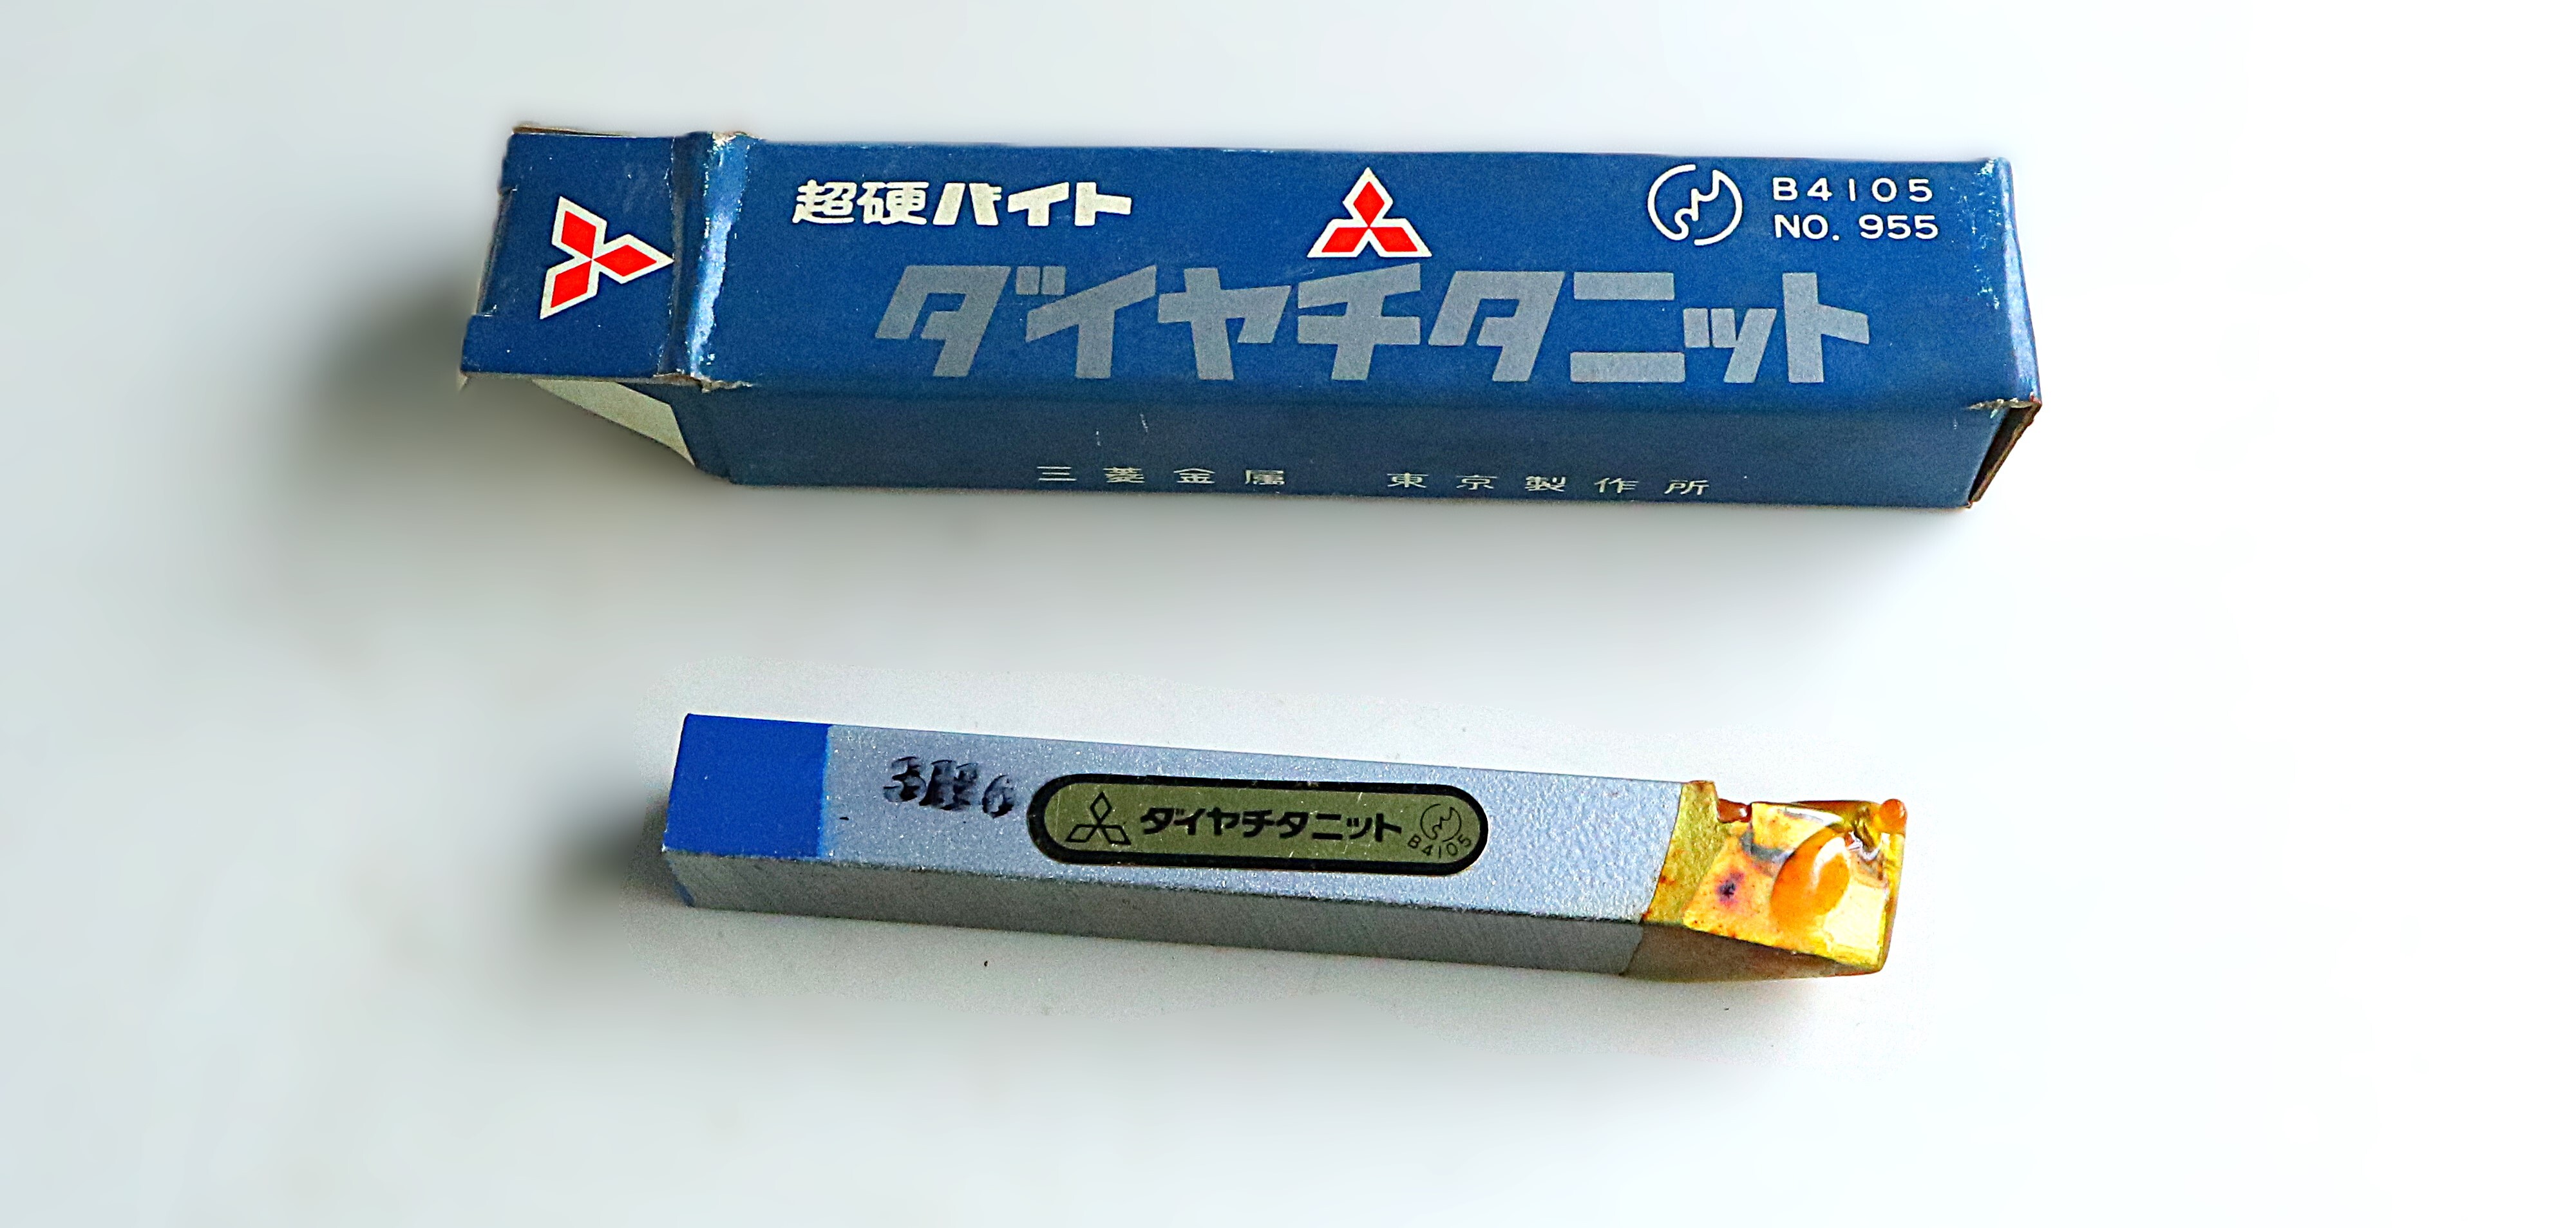 超硬バイト
B4105
NO. 955
ダイヤチタニット
三菱金属 東京製作所
ダイヤチタニット
B4105